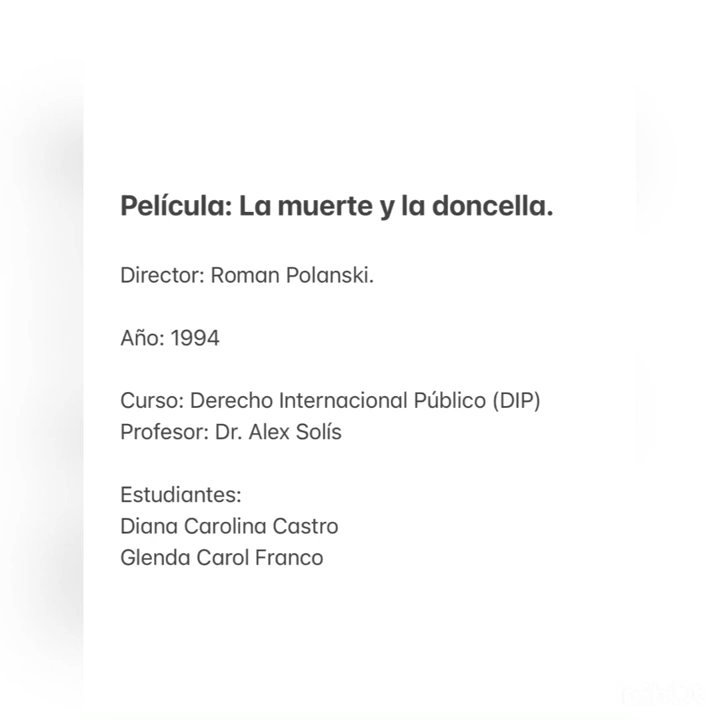 Película: La muerte y la doncella.
Director: Roman Polanski.
Año: 1994
Curso: Derecho Internacional Público (DIP)
Profesor: Dr. Alex Solís
Estudiantes:
Diana Carolina Castro
Glenda Carol Franco